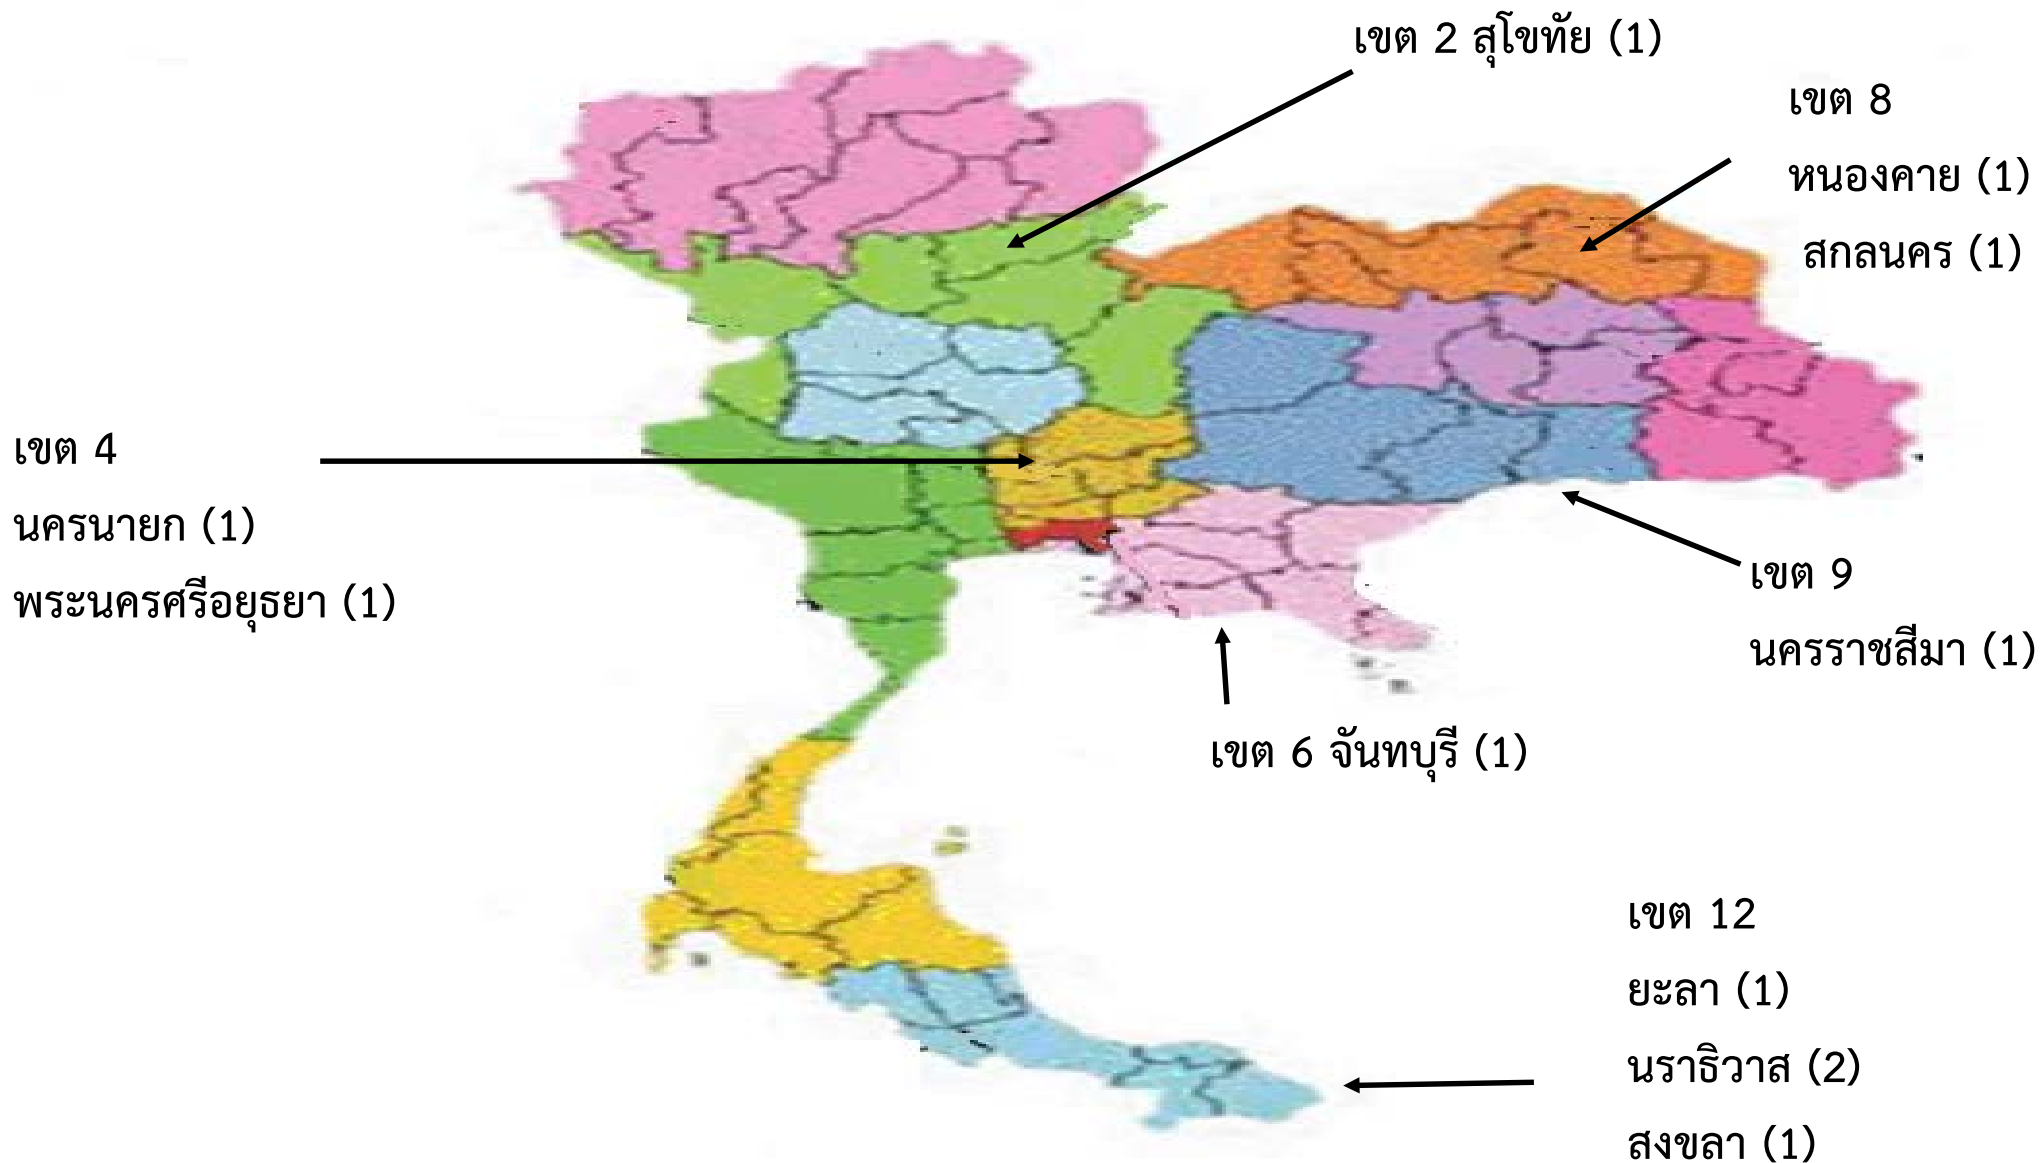 เขต 2 สุโขทัย (1)
เขต 8
หนองคาย (1)
สกลนคร (1)
เขต 4
นครนายก (1)
พระนครศรีอยุธยา (1)
เขต 9
นครราชสีมา (1)
เขต 6 จันทบุรี (1)
เขต 12
ยะลา (1)
นราธิวาส (2)
สงขลา (1)